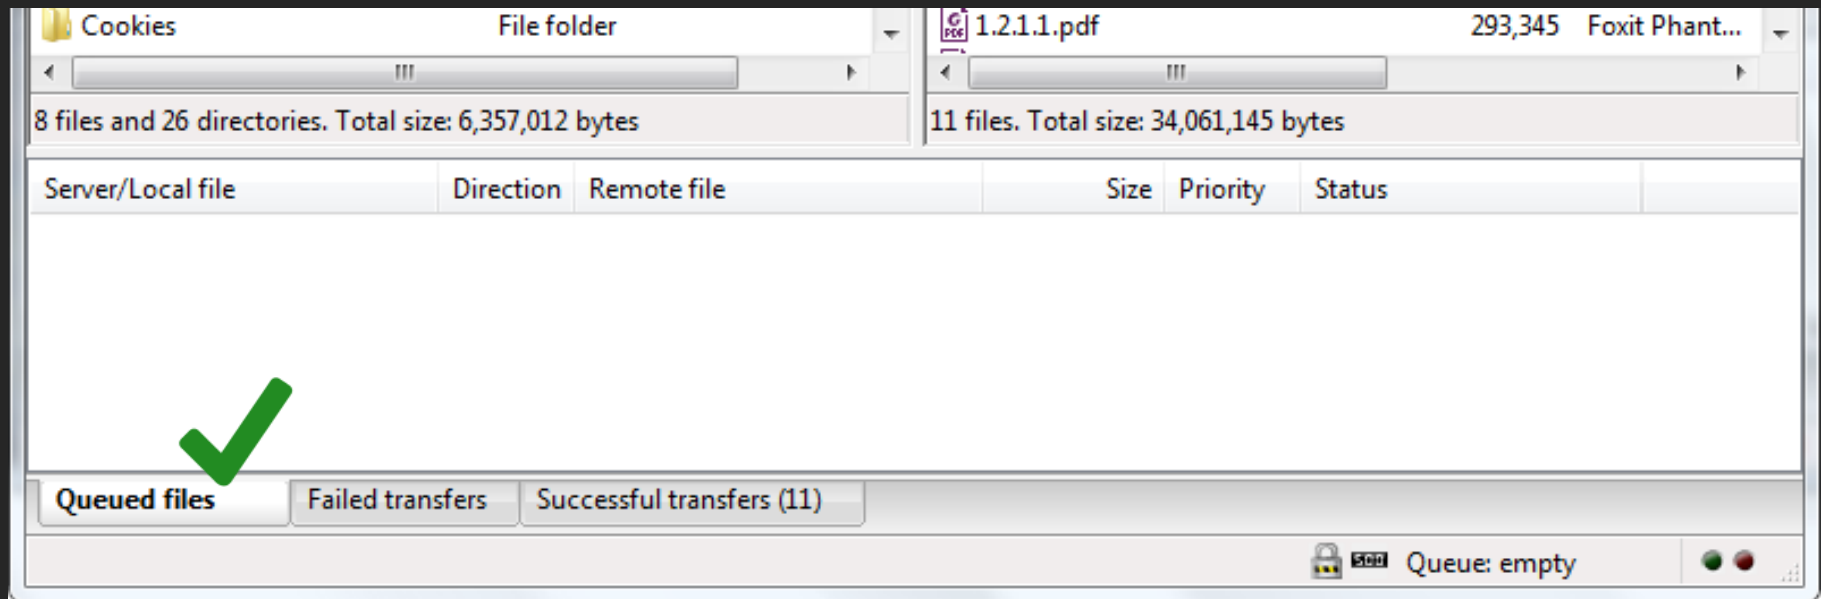 Cookies File folder
1.2.1.1.pdf 293,345 Foxit Phant...
8 files and 26 directories. Total size: 6,357,012 bytes
11 files. Total size: 34,061,145 bytes
Server/Local file Direction Remote file Size Priority Status
Queued files Failed transfers Successful transfers (11)
Queue: empty